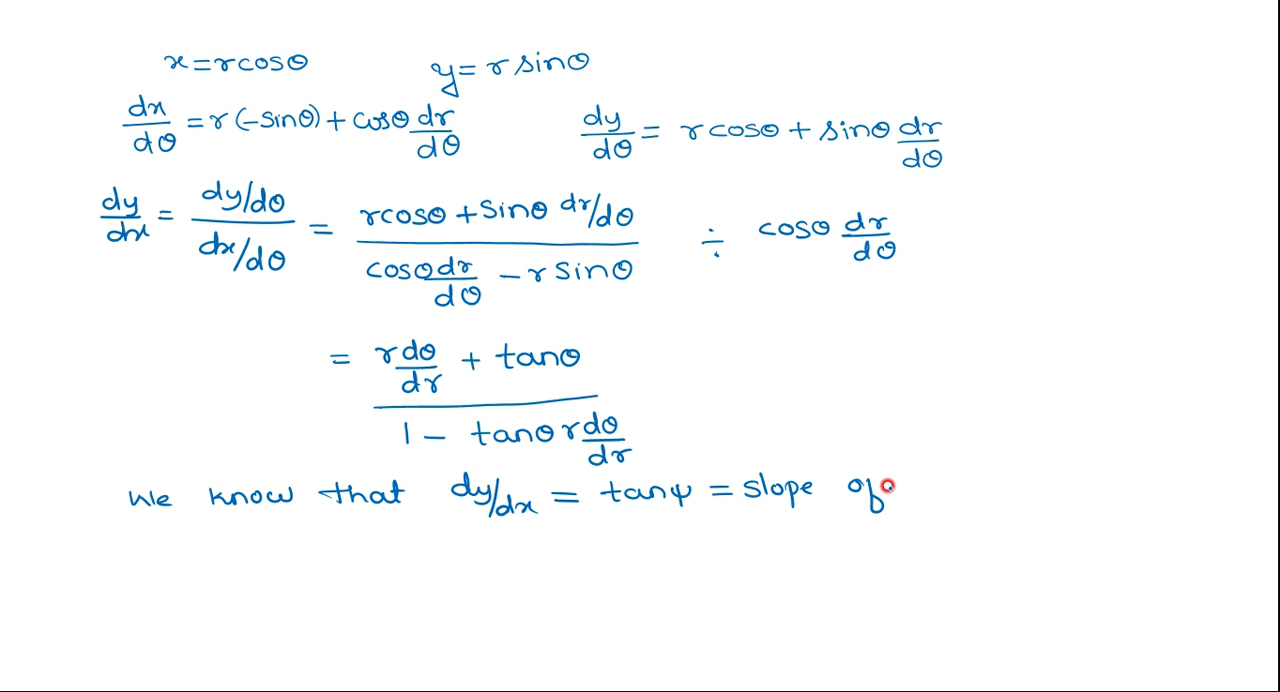 x = r cosθ y = r sinθ
dx/dθ = r (-sinθ) + cosθ dr/dθ dy/dθ = r cosθ + sinθ dr/dθ
dy/dx = (dy/dθ)/(dx/dθ) = (r cosθ + sinθ dr/dθ)/(cosθ dr/dθ - r sinθ) ÷ cosθ dr/dθ
= (r dθ/dr + tanθ)/(1 - tanθ r dθ/dr)
We know that dy/dx = tanψ = slope of